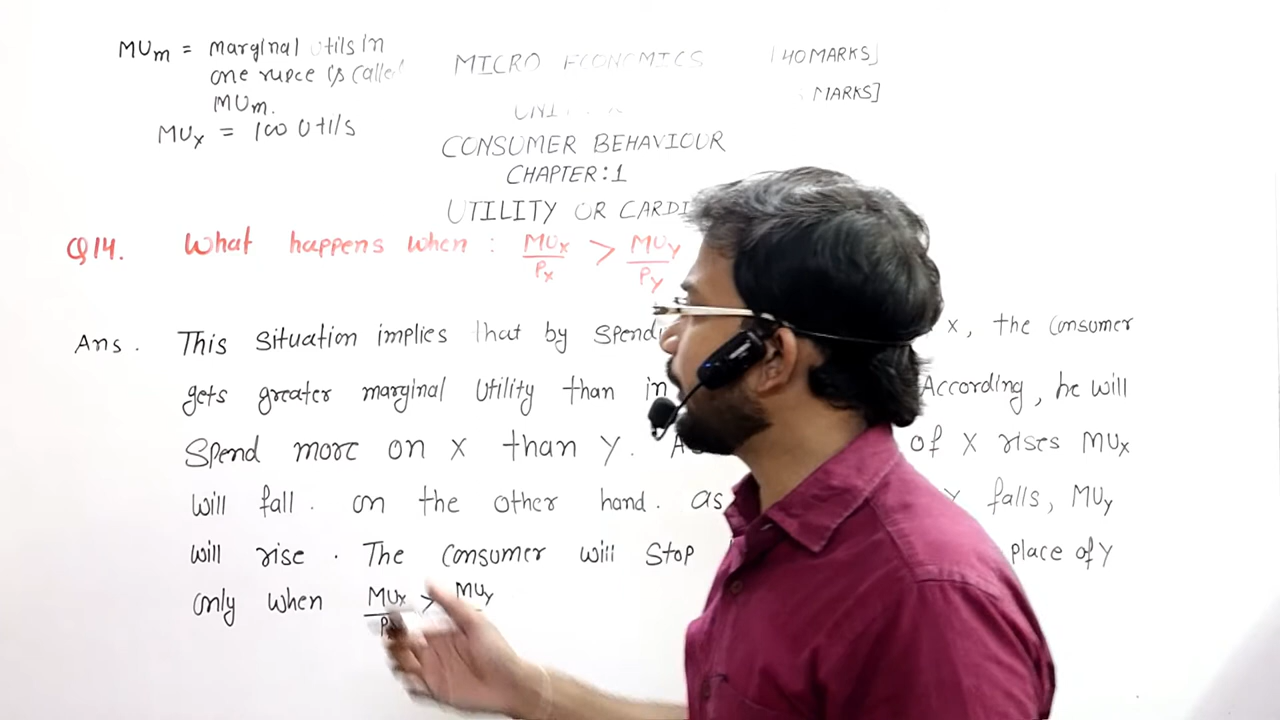 MUm = marginal utils in
one rupee is called
MUm.
MUx = 100 Utils
MICRO ECONOMICS [40 MARKS]
MARKS]
CONSUMER BEHAVIOUR
CHAPTER:1
UTILITY OR CARDI
Q14. What happens when : MUx/Px > MUy/Py
Ans. This situation implies that by spendi x, the consumer
gets greater marginal utility than in According, he will
spend more on x than y. of x rises MUx
will fall. on the other hand. as y falls, MUy
will rise. The consumer will stop place of y
only when MUx/Px > MUy